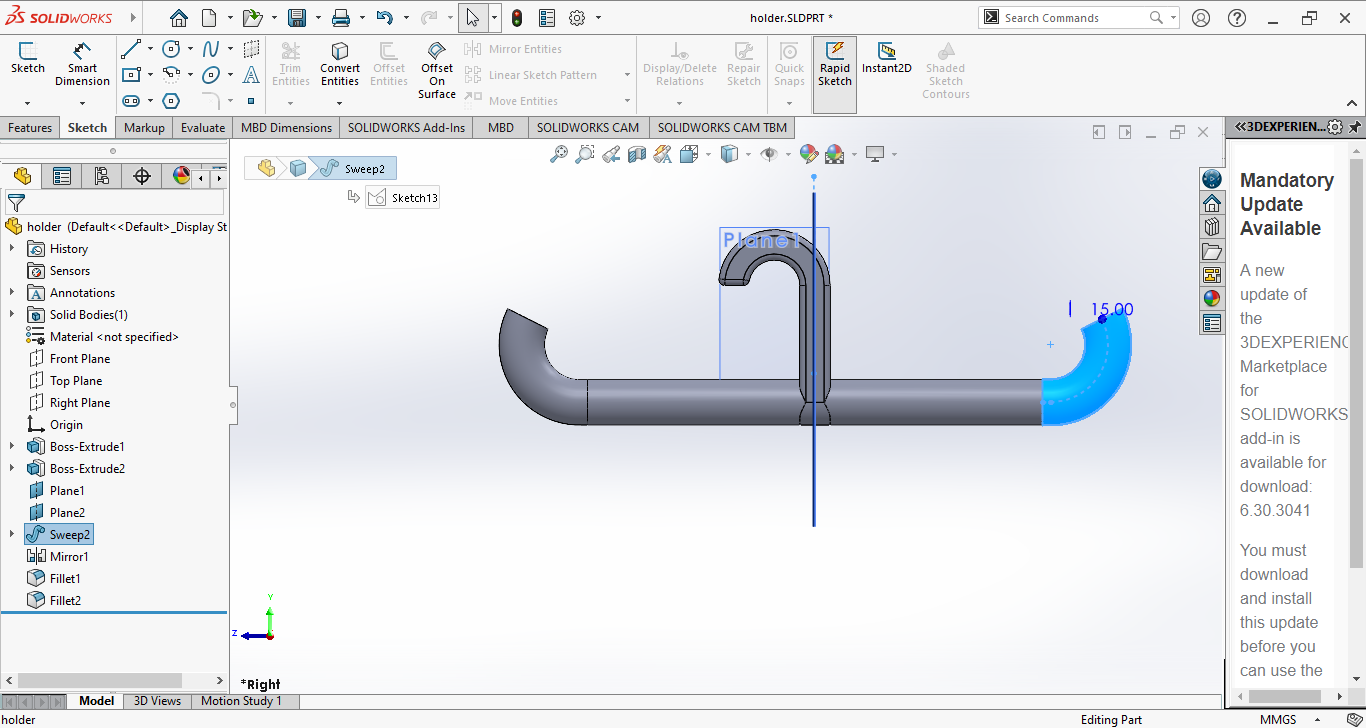 SOLIDWORKS
holder.SLDPRT *
Search Commands
Sketch
Smart Dimension
Trim Entities
Convert Entities
Offset Entities
Offset On Surface
Mirror Entities
Linear Sketch Pattern
Move Entities
Display/Delete Relations
Repair Sketch
Quick Snaps
Rapid Sketch
Instant2D
Shaded Sketch Contours
Features
Sketch
Markup
Evaluate
MBD Dimensions
SOLIDWORKS Add-Ins
MBD
SOLIDWORKS CAM
SOLIDWORKS CAM TBM
holder (Default<<Default>_Display St
History
Sensors
Annotations
Solid Bodies(1)
Material <not specified>
Front Plane
Top Plane
Right Plane
Origin
Boss-Extrude1
Boss-Extrude2
Plane1
Plane2
Sweep2
Mirror1
Fillet1
Fillet2
Sweep2
Sketch13
Plane1
15.00
Y
Z
*Right
3DEXPERIEN...
Mandatory
Update
Available
A new
update of
the
3DEXPERIENC
Marketplace
for
SOLIDWORKS
add-in is
available for
download:
6.30.3041
You must
download
and install
this update
before you
can use the
Model
3D Views
Motion Study 1
holder
Editing Part
MMGS